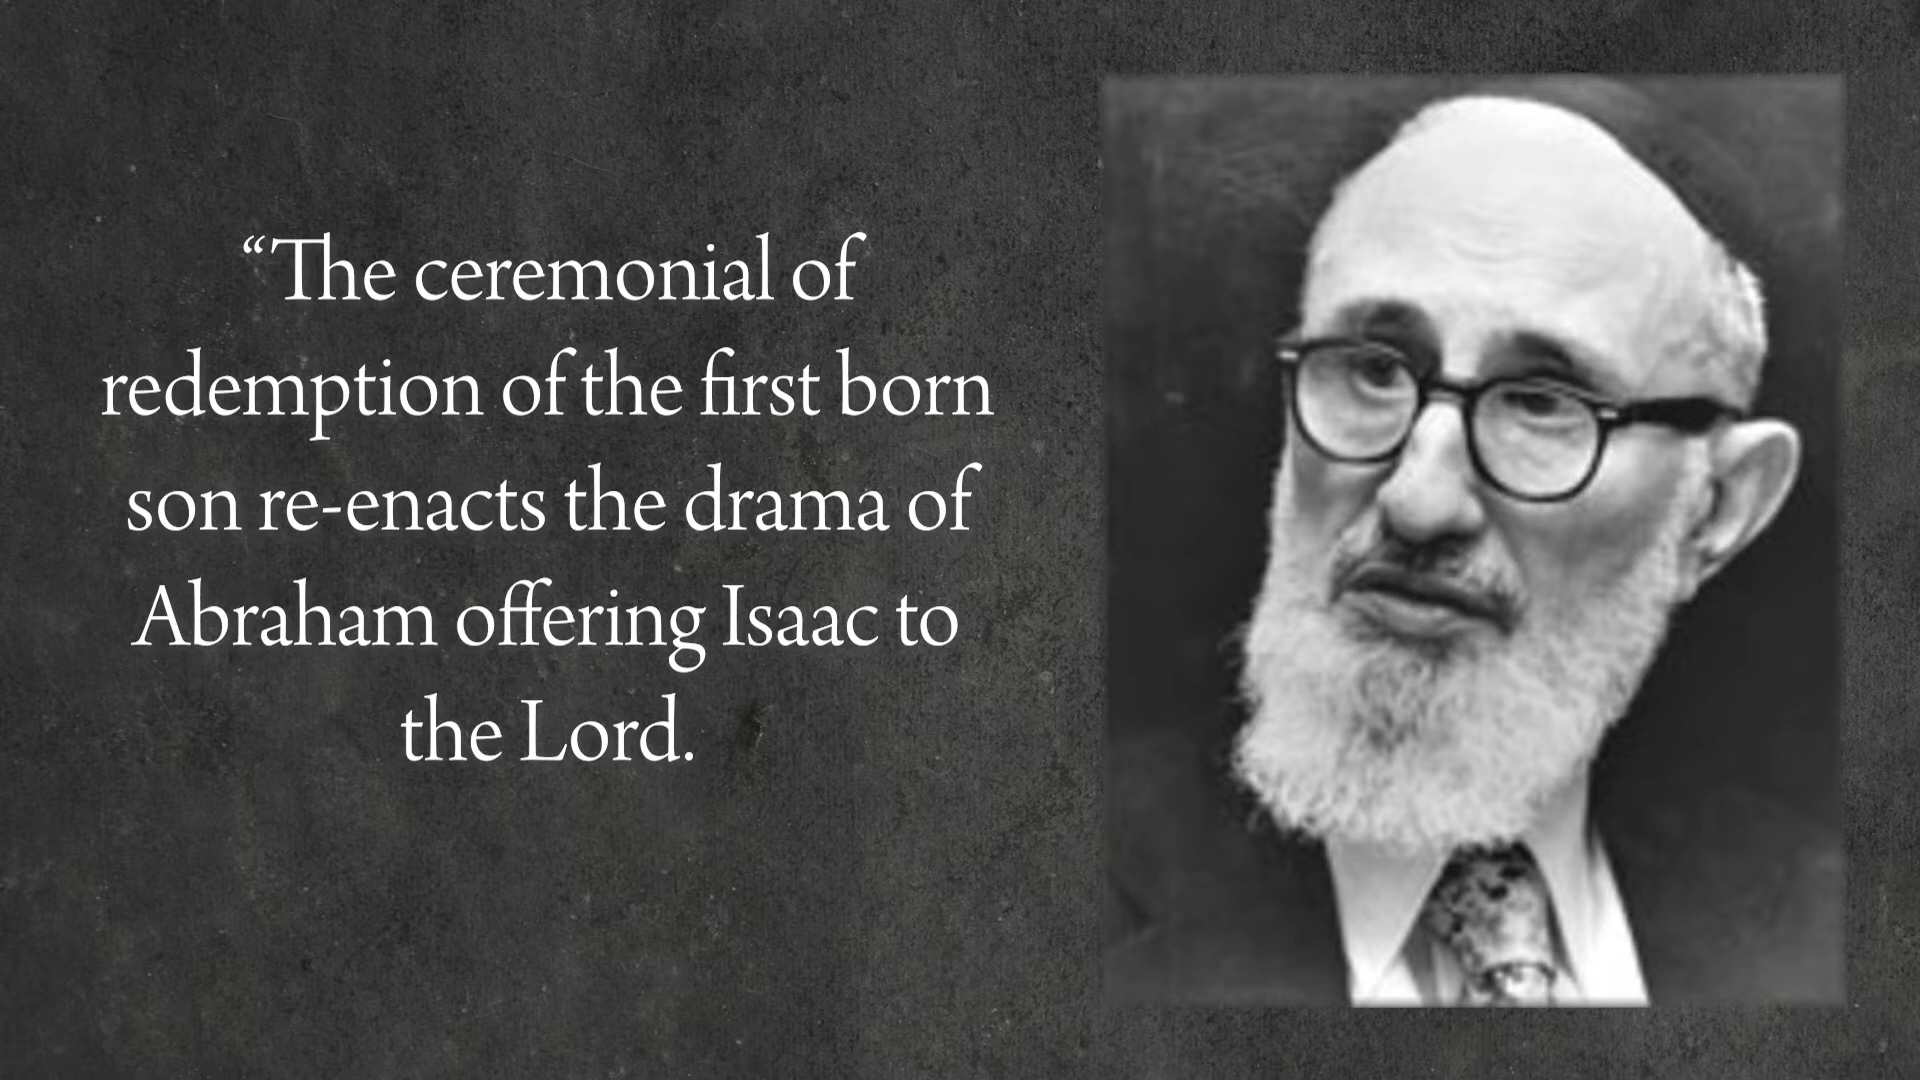 “The ceremonial of
redemption of the first born
son re-enacts the drama of
Abraham offering Isaac to
the Lord.